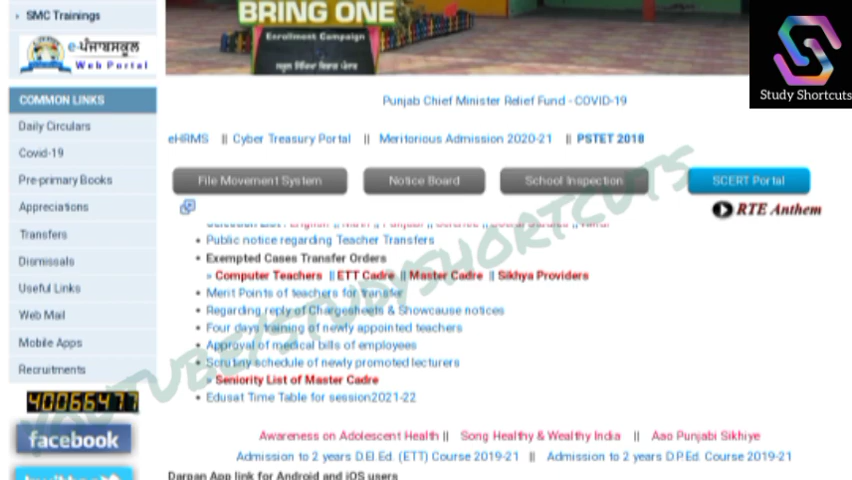 SMC Trainings
BRING ONE
Enrollment Campaign
e-ਪੰਜਾਬਸਕੂਲ
Web Portal
Study Shortcuts
COMMON LINKS
Daily Circulars
Covid-19
Pre-primary Books
Appreciations
Transfers
Dismissals
Useful Links
Web Mail
Mobile Apps
Recruitments
40066477
facebook
Punjab Chief Minister Relief Fund - COVID-19
eHRMS || Cyber Treasury Portal || Meritorious Admission 2020-21 || PSTET 2018
File Movement System
Notice Board
School Inspection
SCERT Portal
RTE Anthem
• Public notice regarding Teacher Transfers
• Exempted Cases Transfer Orders
» Computer Teachers || ETT Cadre || Master Cadre || Sikhya Providers
• Merit Points of teachers for transfer
• Regarding reply of Chargesheets & Showcause notices
• Four days training of newly appointed teachers
• Approval of medical bills of employees
• Scrutiny schedule of newly promoted lecturers
» Seniority List of Master Cadre
• Edusat Time Table for session2021-22
Awareness on Adolescent Health || Song Healthy & Wealthy India || Aao Punjabi Sikhiye
Admission to 2 years D.El.Ed. (ETT) Course 2019-21 || Admission to 2 years D.P.Ed. Course 2019-21
Darpan App link for Android and iOS users
YOUTUBE/STUDYSHORTCUTS